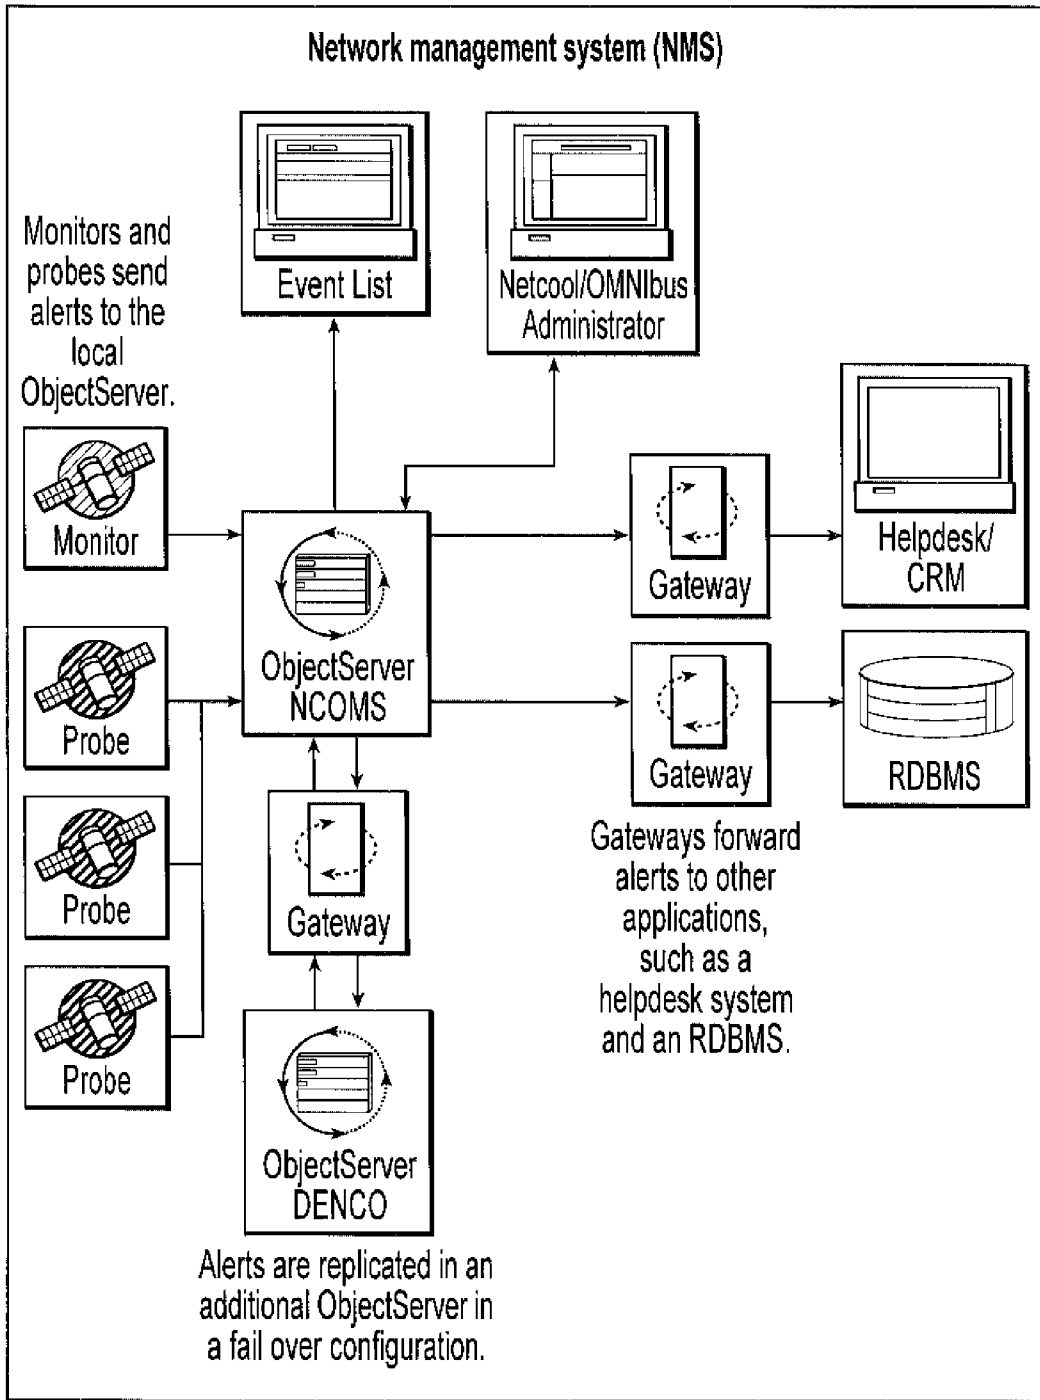 Network management system (NMS)
Event List
Netcool/OMNIbus
Administrator
Monitors and
probes send
alerts to the
local
ObjectServer.
Monitor
Probe
Probe
Probe
ObjectServer
NCOMS
Gateway
Helpdesk/
CRM
Gateway
RDBMS
Gateways forward
alerts to other
applications,
such as a
helpdesk system
and an RDBMS.
Gateway
ObjectServer
DENCO
Alerts are replicated in an
additional ObjectServer in
a fail over configuration.